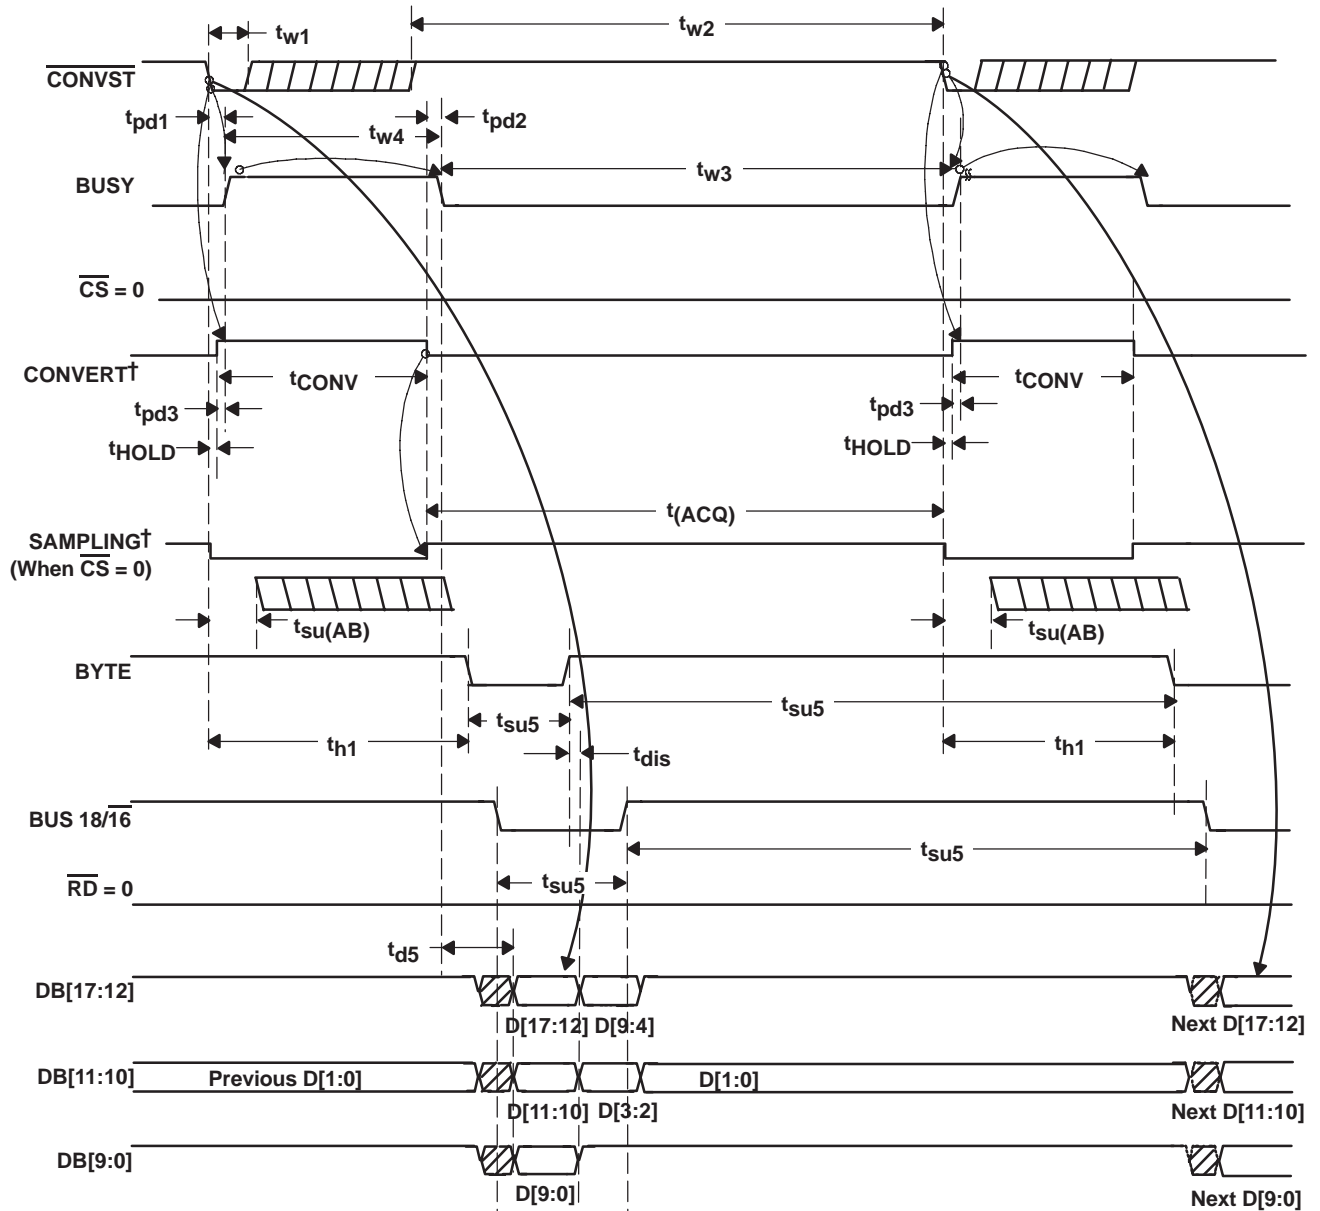 tw1
tw2
CONVST
tpd1
tw4
tpd2
tw3
BUSY
CS = 0
CONVERT†
tCONV
tCONV
tpd3
tpd3
tHOLD
tHOLD
t(ACQ)
SAMPLING†
(When CS = 0)
tsu(AB)
tsu(AB)
BYTE
tsu5
tsu5
th1
tdis
th1
BUS 18/16
tsu5
tsu5
RD = 0
td5
DB[17:12]
D[17:12] D[9:4]
Next D[17:12]
DB[11:10]
Previous D[1:0]
D[1:0]
D[11:10] D[3:2]
Next D[11:10]
DB[9:0]
D[9:0]
Next D[9:0]